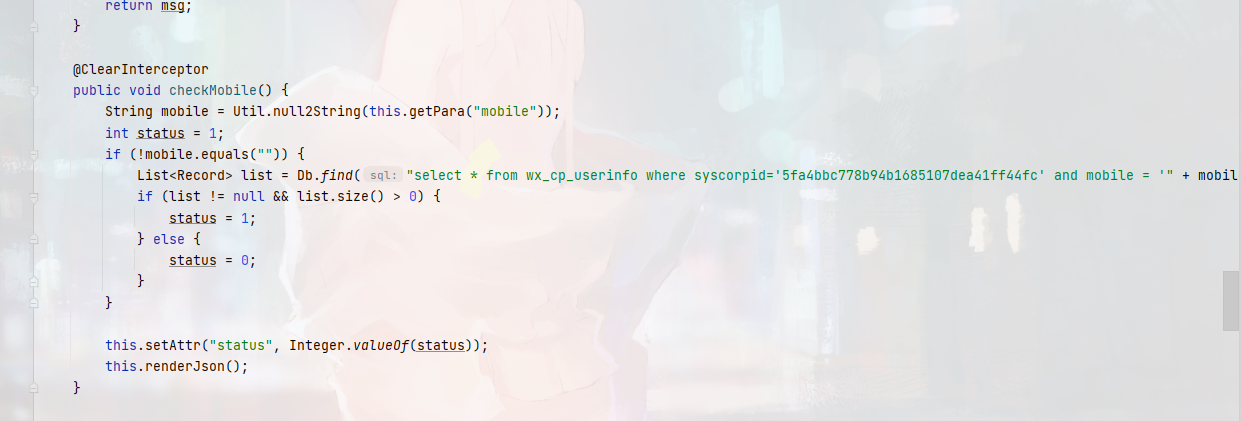 return msg;
}
@ClearInterceptor
public void checkMobile() {
String mobile = Util.null2String(this.getPara("mobile"));
int status = 1;
if (!mobile.equals("")) {
List<Record> list = Db.find( sql: "select * from wx_cp_userinfo where syscorpid='5fa4bbc778b94b1685107dea41ff44fc' and mobile = '" + mobil
if (list != null && list.size() > 0) {
status = 1;
} else {
status = 0;
}
}
this.setAttr("status", Integer.valueOf(status));
this.renderJson();
}